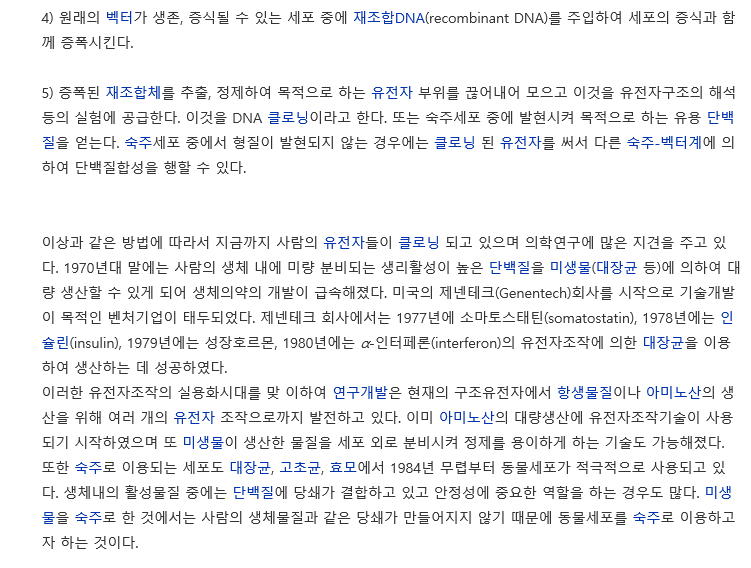 4) 원래의 벡터가 생존, 증식될 수 있는 세포 중에 재조합DNA(recombinant DNA)를 주입하여 세포의 증식과 함
께 증폭시킨다.
5) 증폭된 재조합체를 추출, 정제하여 목적으로 하는 유전자 부위를 끊어내어 모으고 이것을 유전자구조의 해석
등의 실험에 공급한다. 이것을 DNA 클로닝이라고 한다. 또는 숙주세포 중에 발현시켜 목적으로 하는 유용 단백
질을 얻는다. 숙주세포 중에서 형질이 발현되지 않는 경우에는 클로닝 된 유전자를 써서 다른 숙주-벡터계에 의
하여 단백질합성을 행할 수 있다.
이상과 같은 방법에 따라서 지금까지 사람의 유전자들이 클로닝 되고 있으며 의학연구에 많은 지견을 주고 있
다. 1970년대 말에는 사람의 생체 내에 미량 분비되는 생리활성이 높은 단백질을 미생물(대장균 등)에 의하여 대
량 생산할 수 있게 되어 생체의약의 개발이 급속해졌다. 미국의 제넨테크(Genentech)회사를 시작으로 기술개발
이 목적인 벤처기업이 태두되었다. 제넨테크 회사에서는 1977년에 소마토스태틴(somatostatin), 1978년에는 인
슐린(insulin), 1979년에는 성장호르몬, 1980년에는 α-인터페론(interferon)의 유전자조작에 의한 대장균을 이용
하여 생산하는 데 성공하였다.
이러한 유전자조작의 실용화시대를 맞 이하여 연구개발은 현재의 구조유전자에서 항생물질이나 아미노산의 생
산을 위해 여러 개의 유전자 조작으로까지 발전하고 있다. 이미 아미노산의 대량생산에 유전자조작기술이 사용
되기 시작하였으며 또 미생물이 생산한 물질을 세포 외로 분비시켜 정제를 용이하게 하는 기술도 가능해졌다.
또한 숙주로 이용되는 세포도 대장균, 고초균, 효모에서 1984년 무렵부터 동물세포가 적극적으로 사용되고 있
다. 생체내의 활성물질 중에는 단백질에 당쇄가 결합하고 있고 안정성에 중요한 역할을 하는 경우도 많다. 미생
물을 숙주로 한 것에서는 사람의 생체물질과 같은 당쇄가 만들어지지 않기 때문에 동물세포를 숙주로 이용하고
자 하는 것이다.